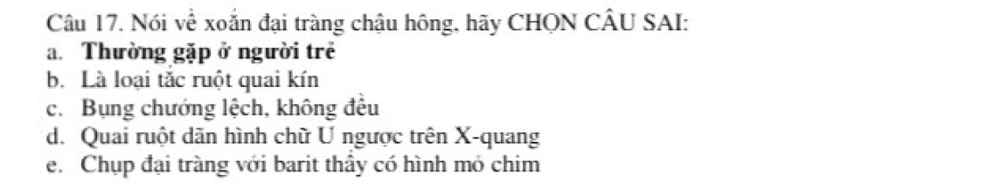 Câu 17. Nói về xoắn đại tràng chậu hông, hãy CHỌN CÂU SAI:
a. Thường gặp ở người trẻ
b. Là loại tắc ruột quai kín
c. Bụng chướng lệch, không đều
d. Quai ruột dãn hình chữ U ngược trên X-quang
e. Chụp đại tràng với barit thấy có hình mỏ chim